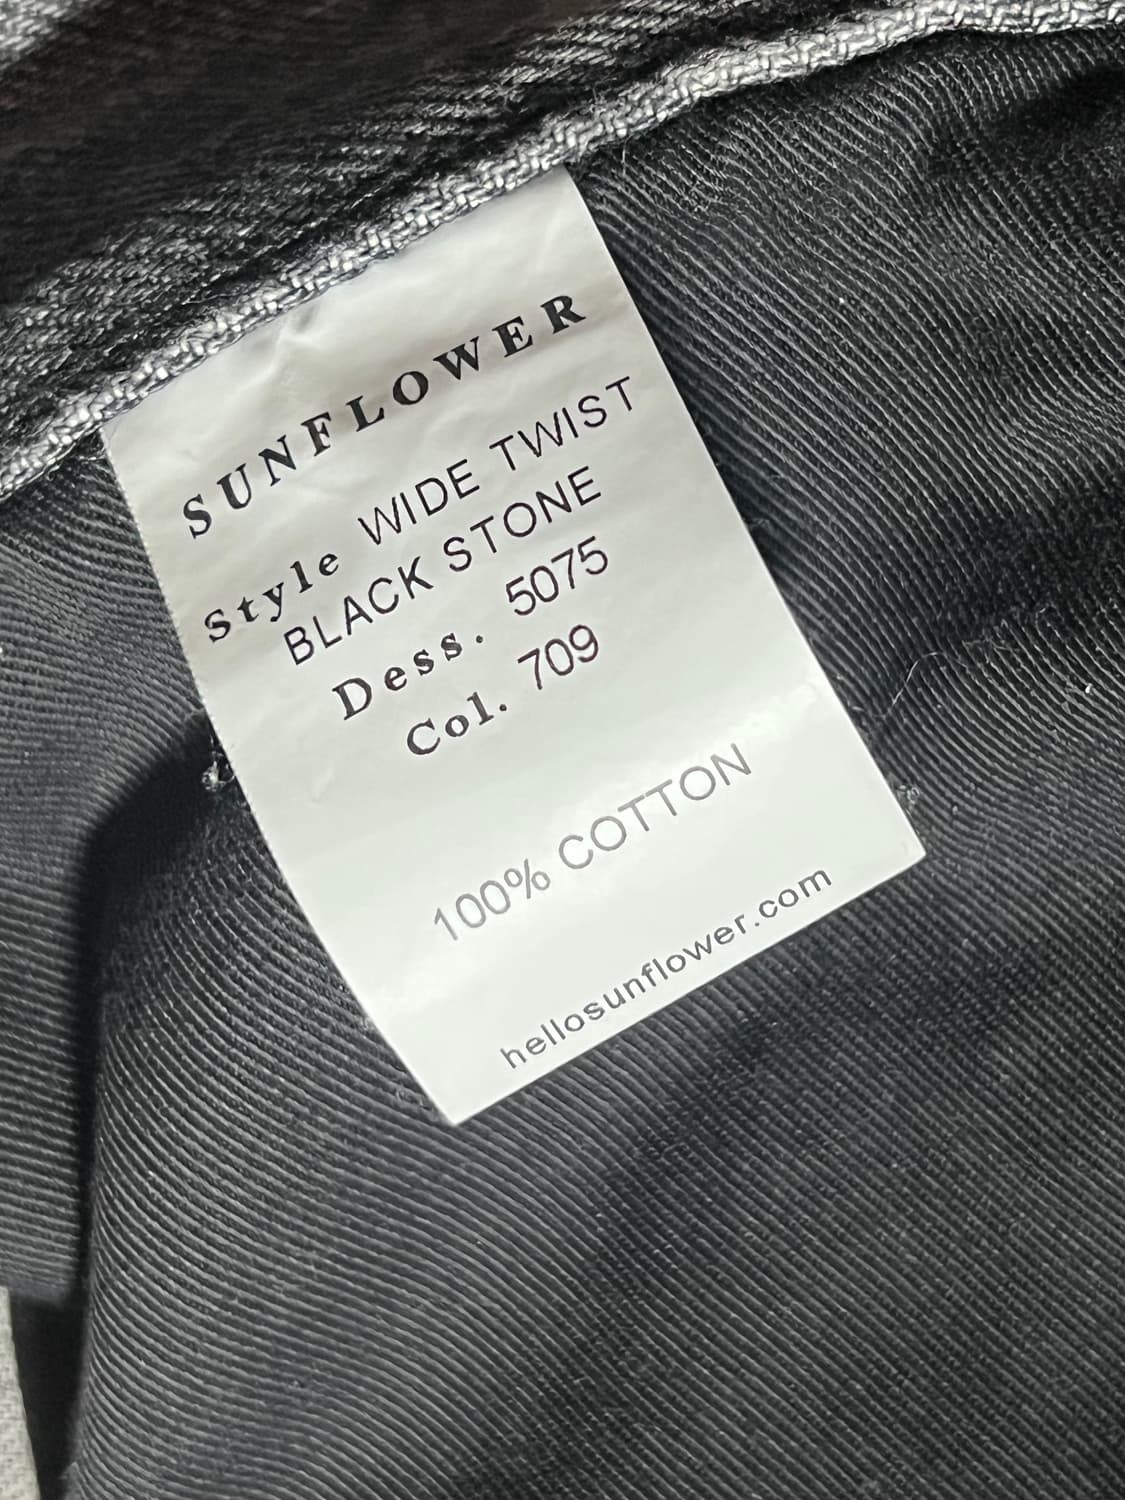 SUNFLOWER
Style WIDE TWIST
BLACK STONE
Dess. 5075
Col. 709
100% COTTON
hellosunflower.com